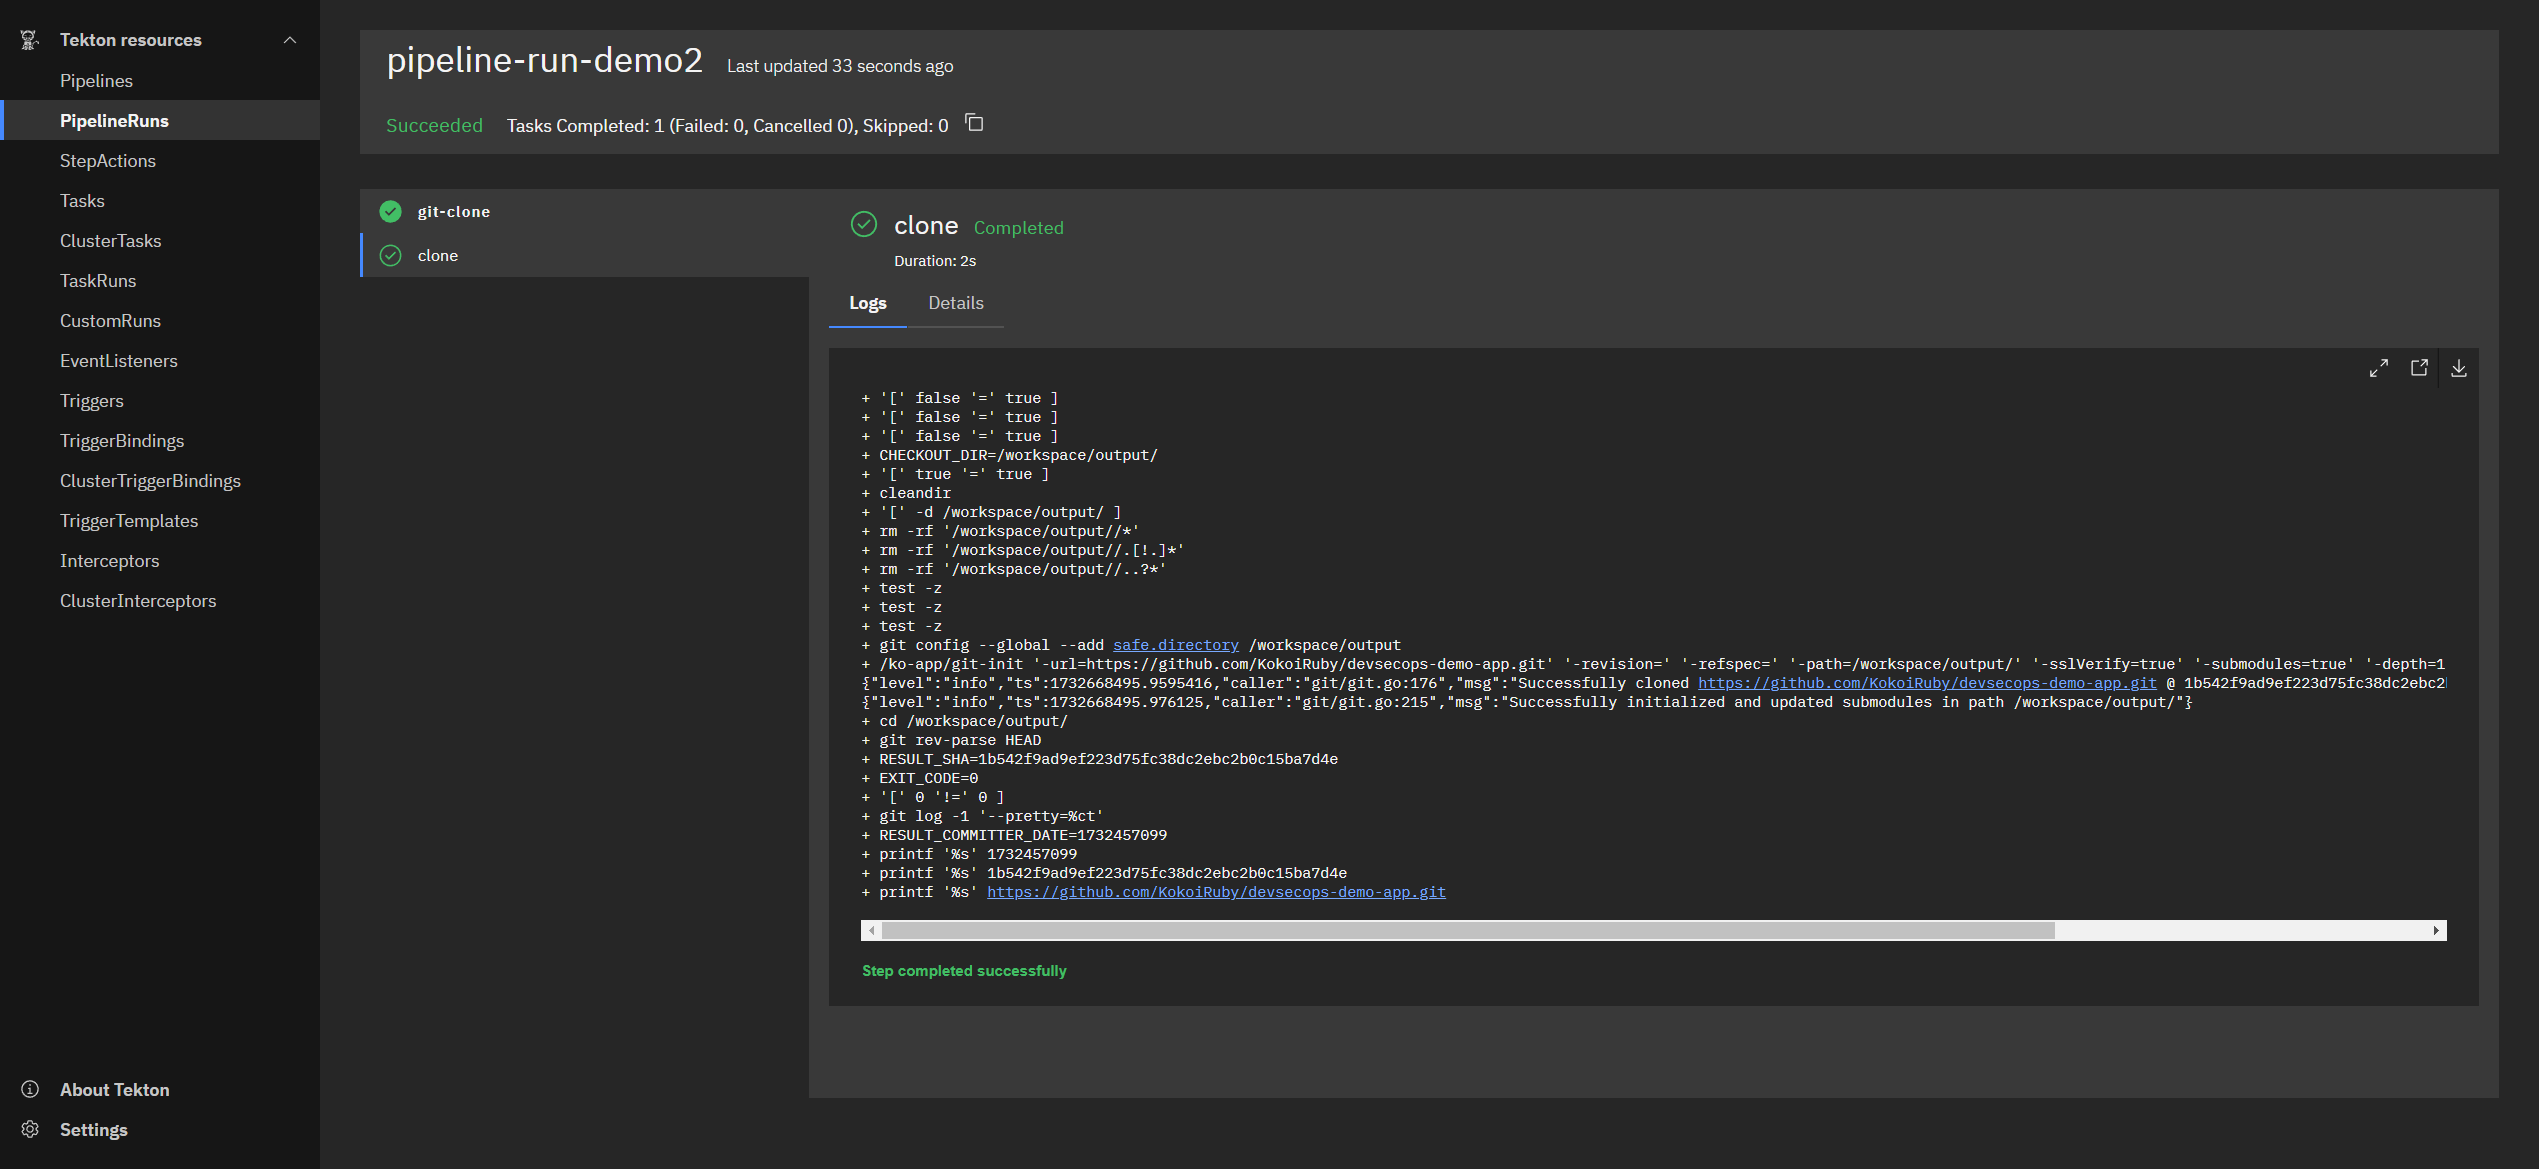 Tekton resources
Pipelines
PipelineRuns
StepActions
Tasks
ClusterTasks
TaskRuns
CustomRuns
EventListeners
Triggers
TriggerBindings
ClusterTriggerBindings
TriggerTemplates
Interceptors
ClusterInterceptors
About Tekton
Settings
pipeline-run-demo2 Last updated 33 seconds ago
Succeeded Tasks Completed: 1 (Failed: 0, Cancelled 0), Skipped: 0
git-clone
clone
clone Completed
Duration: 2s
Logs Details
+ '[' false '=' true ]
+ '[' false '=' true ]
+ '[' false '=' true ]
+ CHECKOUT_DIR=/workspace/output/
+ '[' true '=' true ]
+ cleandir
+ '[' -d /workspace/output/ ]
+ rm -rf '/workspace/output//*'
+ rm -rf '/workspace/output//.[!.]*'
+ rm -rf '/workspace/output//..?*'
+ test -z
+ test -z
+ test -z
+ git config --global --add safe.directory /workspace/output
+ /ko-app/git-init '-url=https://github.com/KokoiRuby/devsecops-demo-app.git' '-revision=' '-refspec=' '-path=/workspace/output/' '-sslVerify=true' '-submodules=true' '-depth=1
{"level":"info","ts":1732668495.9595416,"caller":"git/git.go:176","msg":"Successfully cloned https://github.com/KokoiRuby/devsecops-demo-app.git @ 1b542f9ad9ef223d75fc38dc2ebc2
{"level":"info","ts":1732668495.976125,"caller":"git/git.go:215","msg":"Successfully initialized and updated submodules in path /workspace/output/"}
+ cd /workspace/output/
+ git rev-parse HEAD
+ RESULT_SHA=1b542f9ad9ef223d75fc38dc2ebc2b0c15ba7d4e
+ EXIT_CODE=0
+ '[' 0 '!=' 0 ]
+ git log -1 '--pretty=%ct'
+ RESULT_COMMITTER_DATE=1732457099
+ printf '%s' 1732457099
+ printf '%s' 1b542f9ad9ef223d75fc38dc2ebc2b0c15ba7d4e
+ printf '%s' https://github.com/KokoiRuby/devsecops-demo-app.git
Step completed successfully